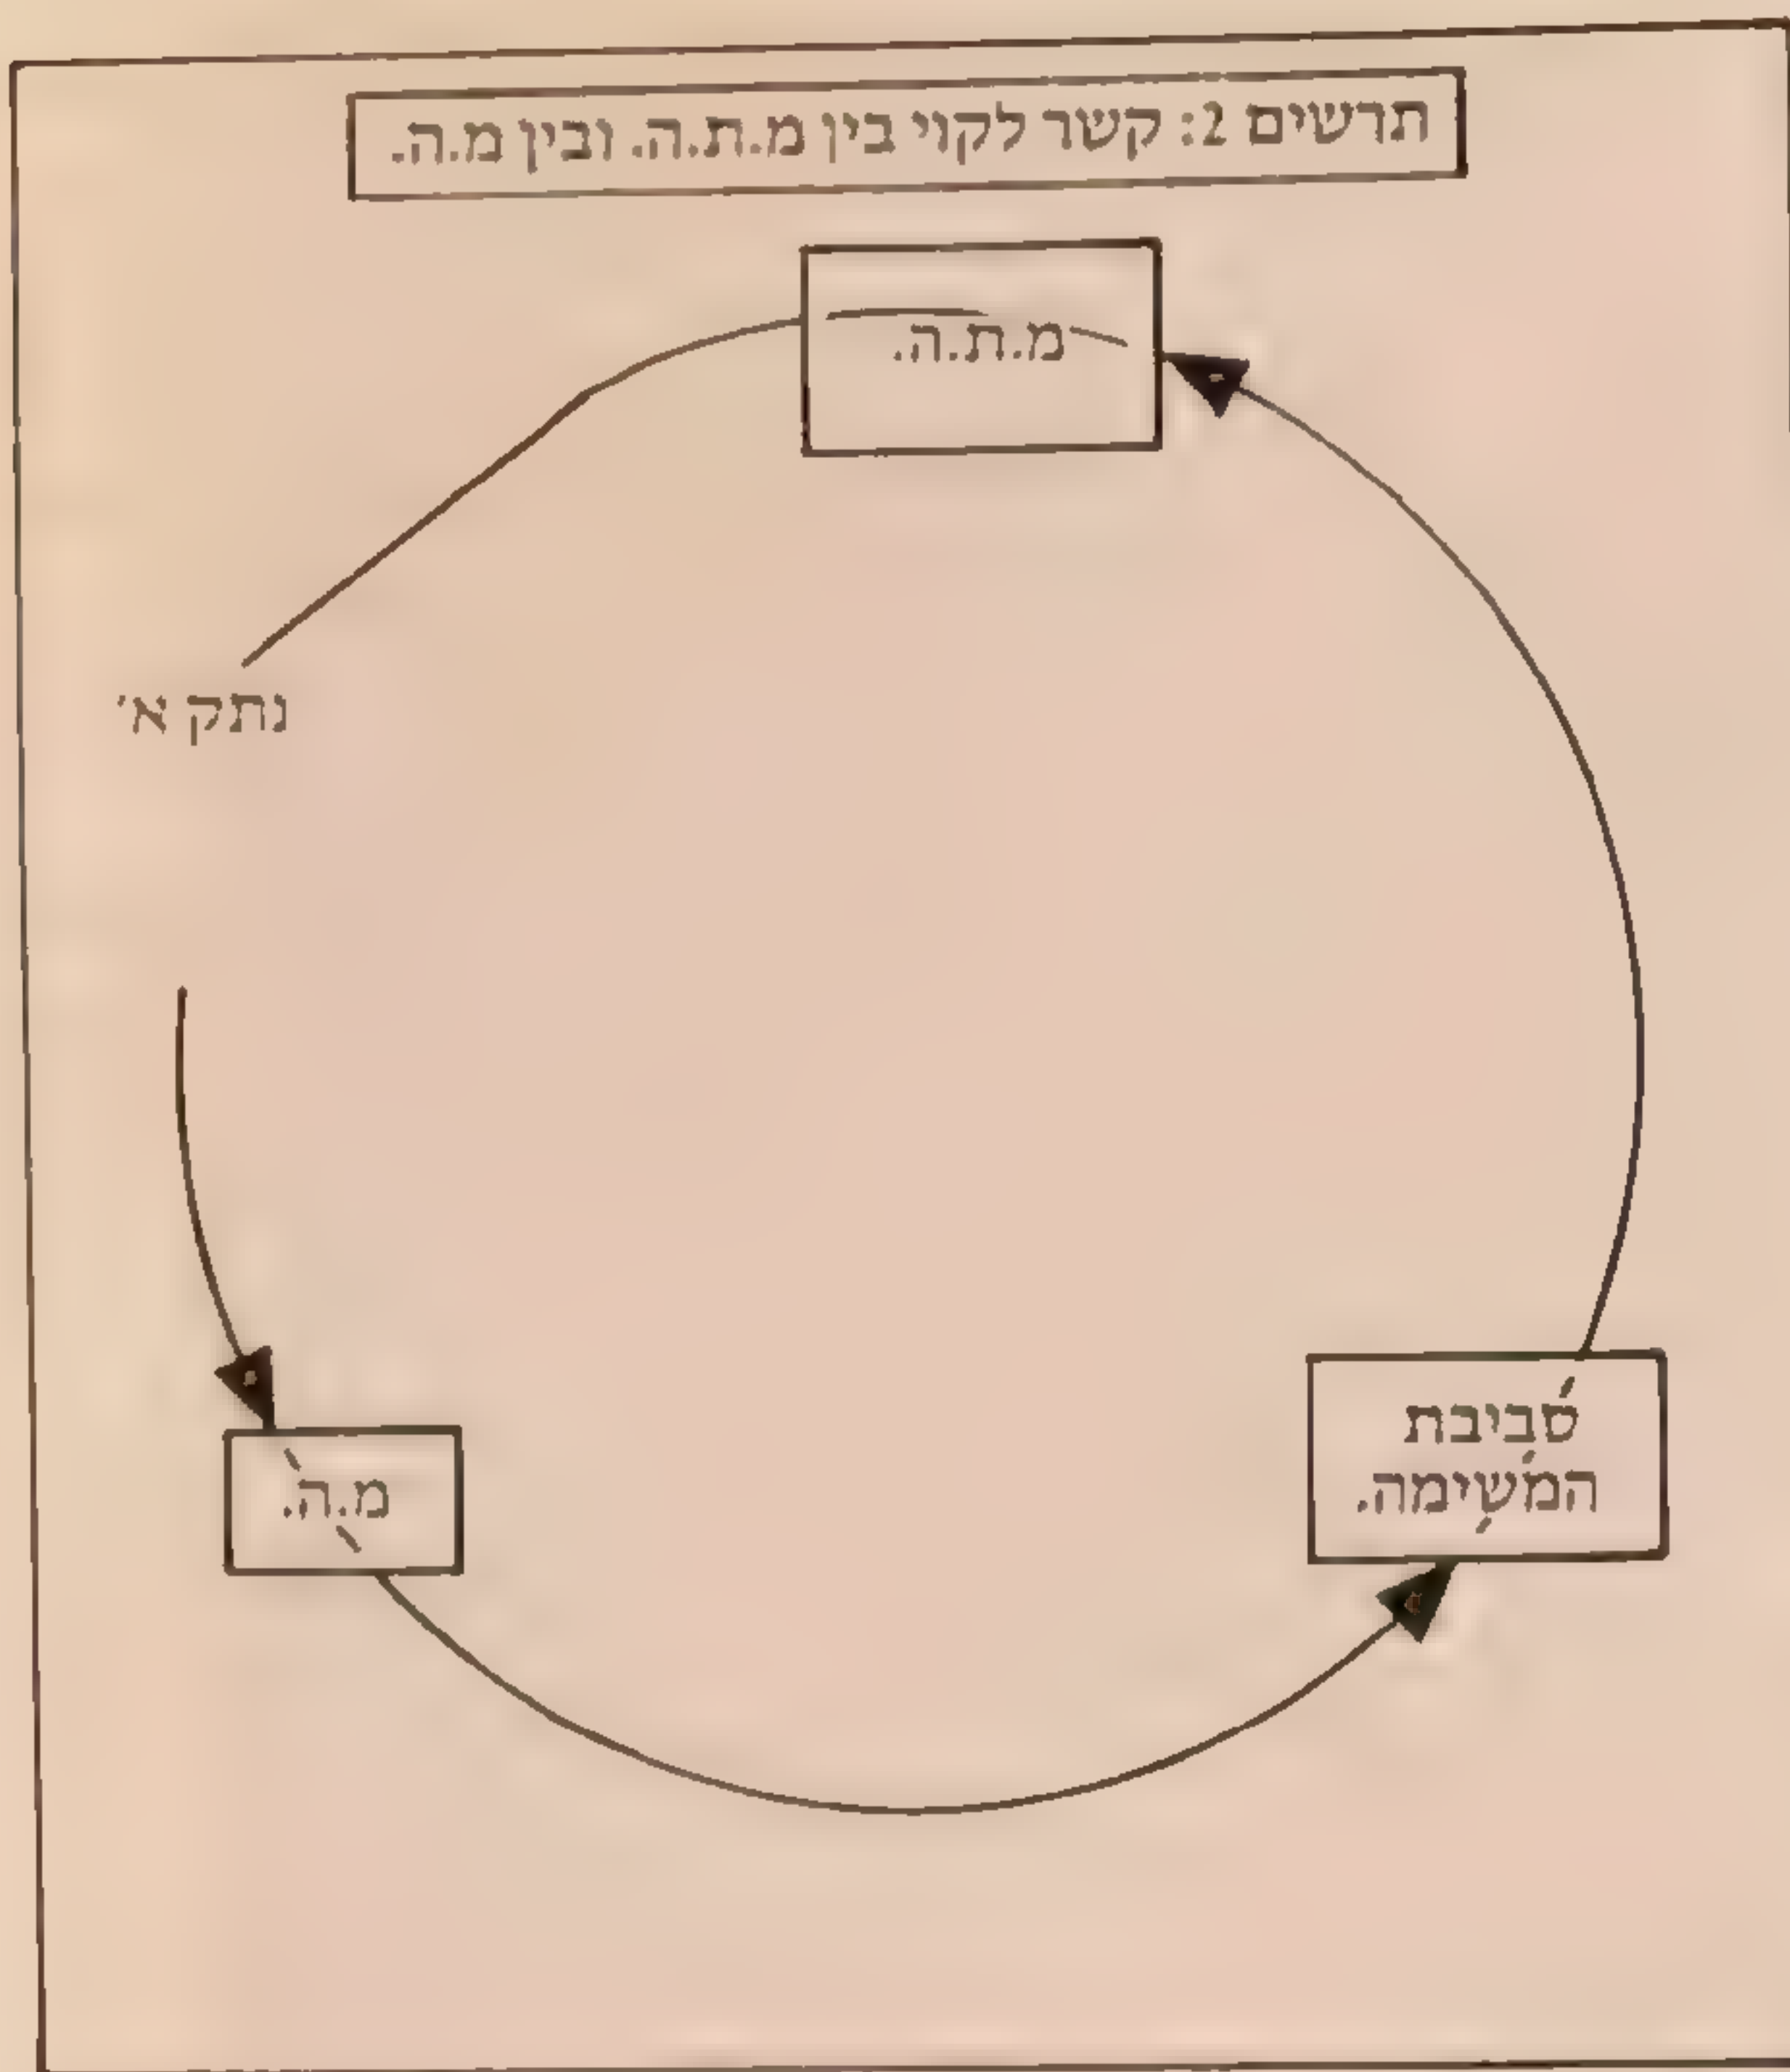 תרשים 2: קשר לקוי בין מ.ת.ה. ובין מ.ה.
מ.ת.ה.
נתק א'
סביבת
המשימה.
מ.ה.